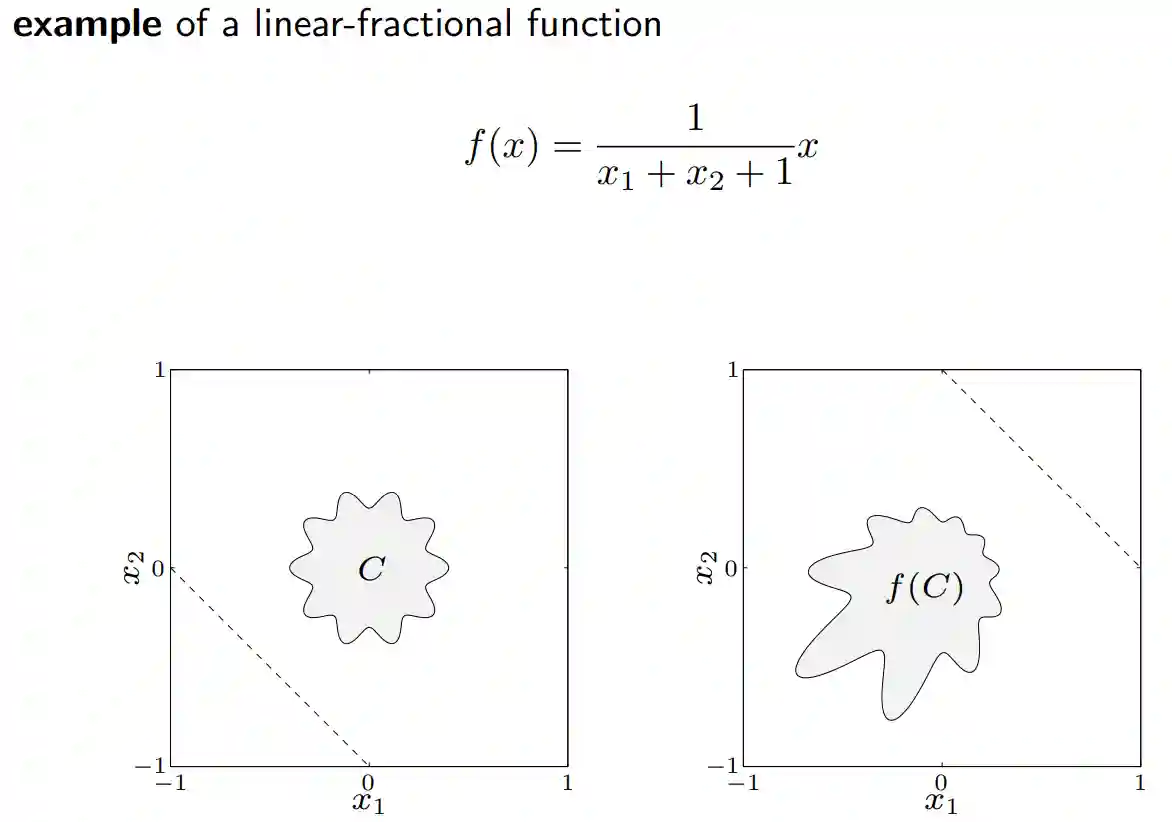 example of a linear-fractional function
f(x) = \frac{1}{x_1 + x_2 + 1} x
1
x_2
0
C
−1
−1
0
1
x_1
1
x_2
0
f(C)
−1
−1
0
1
x_1